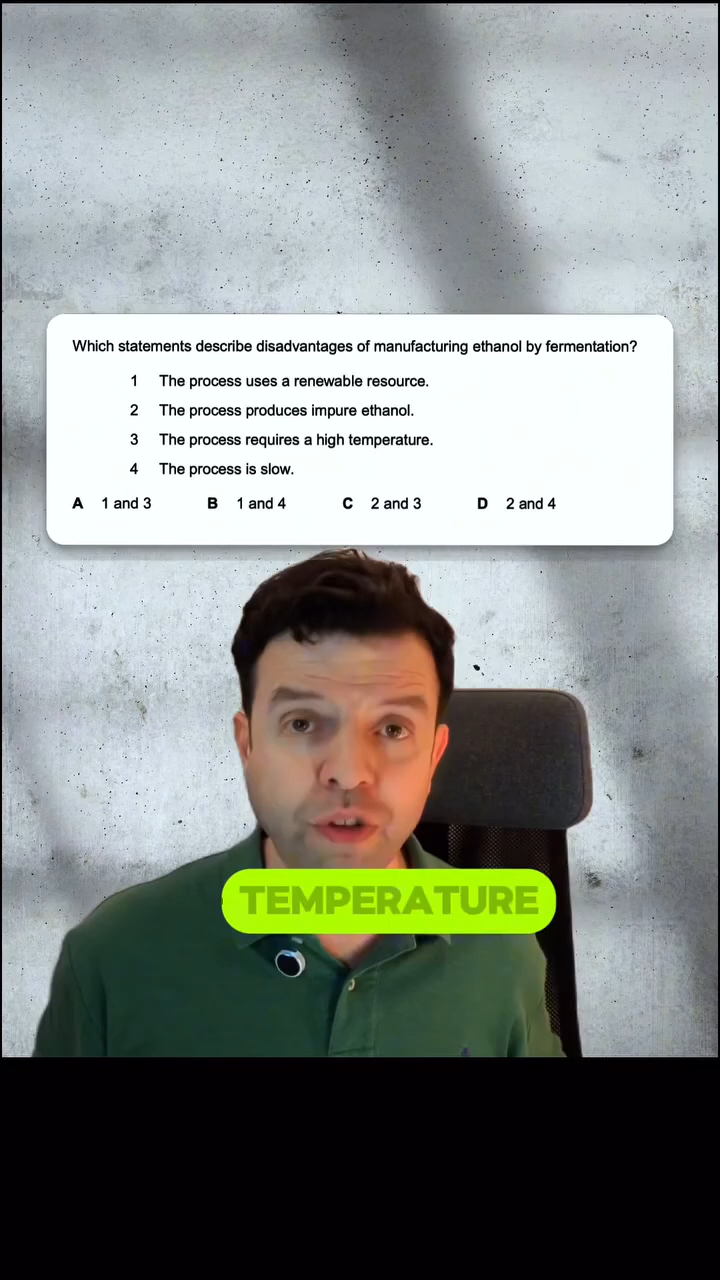 Which statements describe disadvantages of manufacturing ethanol by fermentation?
1 The process uses a renewable resource.
2 The process produces impure ethanol.
3 The process requires a high temperature.
4 The process is slow.
A 1 and 3 B 1 and 4 C 2 and 3 D 2 and 4
TEMPERATURE